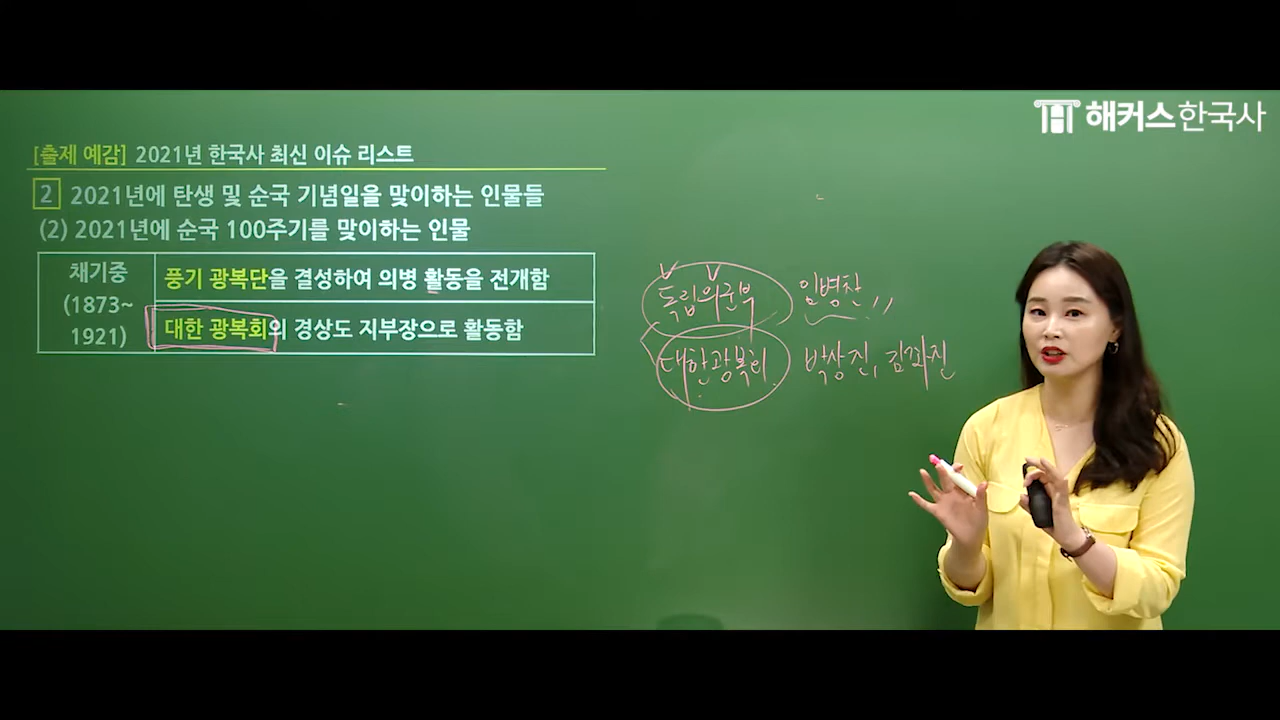 해커스한국사
[출제 예감] 2021년 한국사 최신 이슈 리스트
2 2021년에 탄생 및 순국 기념일을 맞이하는 인물들
(2) 2021년에 순국 100주기를 맞이하는 인물
채기중
(1873~
1921)
풍기 광복단을 결성하여 의병 활동을 전개함
대한 광복회의 경상도 지부장으로 활동함
독립의군부 임병찬
대한광복회 박상진, 김좌진